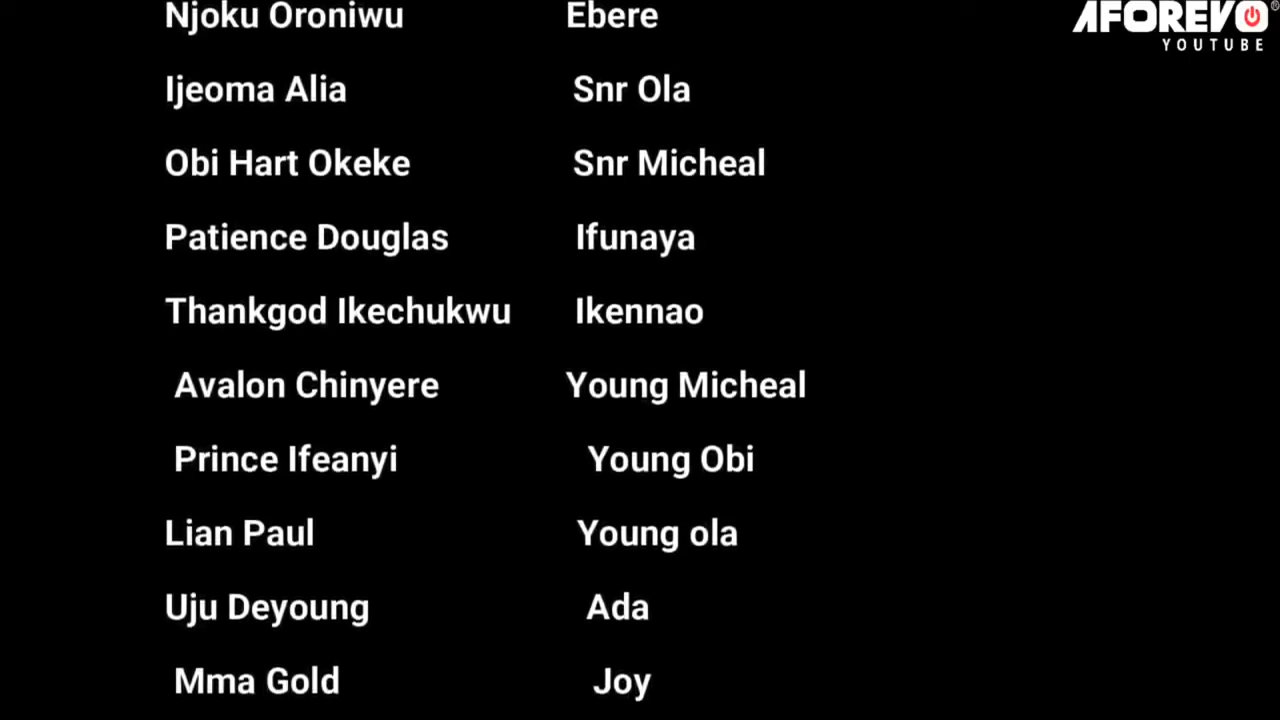 AFOREVO®
YOUTUBE
Njoku Oroniwu Ebere
Ijeoma Alia Snr Ola
Obi Hart Okeke Snr Micheal
Patience Douglas Ifunaya
Thankgod Ikechukwu Ikennao
Avalon Chinyere Young Micheal
Prince Ifeanyi Young Obi
Lian Paul Young ola
Uju Deyoung Ada
Mma Gold Joy